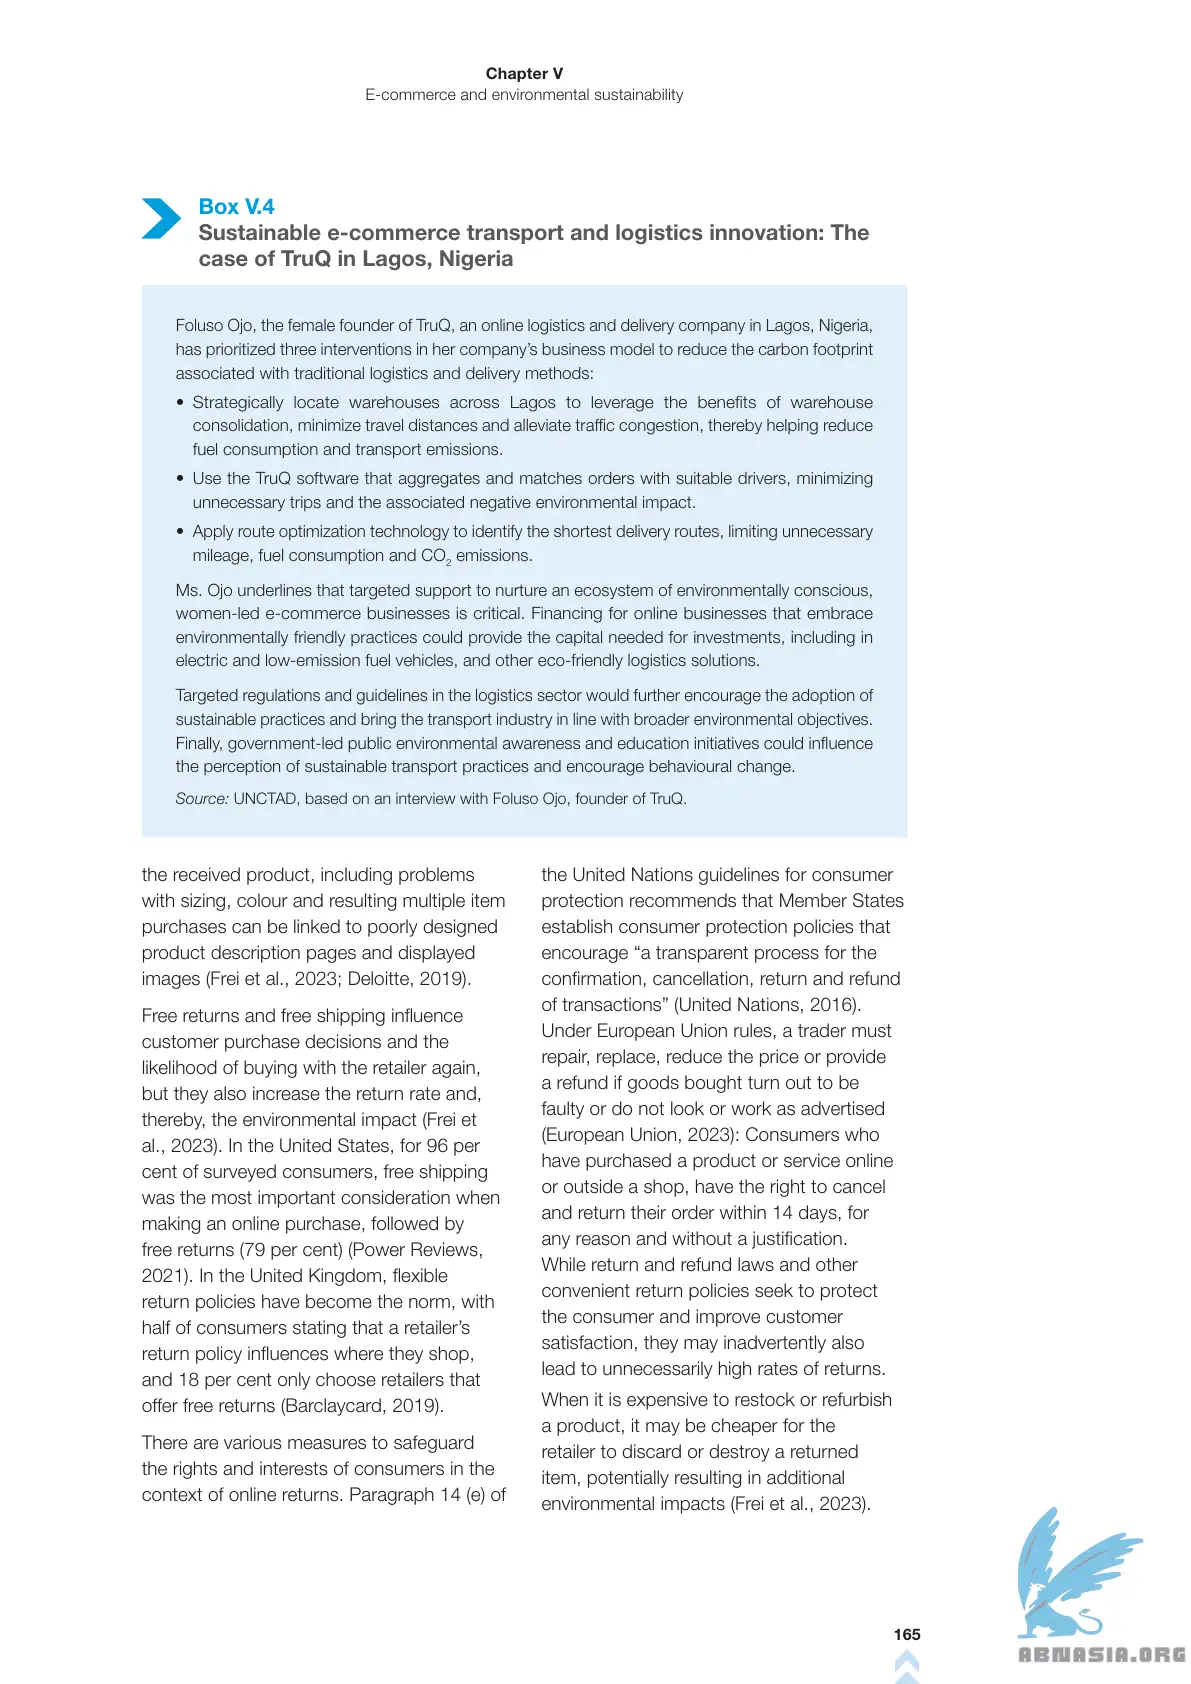 Chapter V
E-commerce and environmental sustainability
Box V.4
Sustainable e-commerce transport and logistics innovation: The
case of TruQ in Lagos, Nigeria
Foluso Ojo, the female founder of TruQ, an online logistics and delivery company in Lagos, Nigeria,
has prioritized three interventions in her company’s business model to reduce the carbon footprint
associated with traditional logistics and delivery methods:
• Strategically locate warehouses across Lagos to leverage the benefits of warehouse
consolidation, minimize travel distances and alleviate traffic congestion, thereby helping reduce
fuel consumption and transport emissions.
• Use the TruQ software that aggregates and matches orders with suitable drivers, minimizing
unnecessary trips and the associated negative environmental impact.
• Apply route optimization technology to identify the shortest delivery routes, limiting unnecessary
mileage, fuel consumption and CO2 emissions.
Ms. Ojo underlines that targeted support to nurture an ecosystem of environmentally conscious,
women-led e-commerce businesses is critical. Financing for online businesses that embrace
environmentally friendly practices could provide the capital needed for investments, including in
electric and low-emission fuel vehicles, and other eco-friendly logistics solutions.
Targeted regulations and guidelines in the logistics sector would further encourage the adoption of
sustainable practices and bring the transport industry in line with broader environmental objectives.
Finally, government-led public environmental awareness and education initiatives could influence
the perception of sustainable transport practices and encourage behavioural change.
Source: UNCTAD, based on an interview with Foluso Ojo, founder of TruQ.
the received product, including problems
with sizing, colour and resulting multiple item
purchases can be linked to poorly designed
product description pages and displayed
images (Frei et al., 2023; Deloitte, 2019).
Free returns and free shipping influence
customer purchase decisions and the
likelihood of buying with the retailer again,
but they also increase the return rate and,
thereby, the environmental impact (Frei et
al., 2023). In the United States, for 96 per
cent of surveyed consumers, free shipping
was the most important consideration when
making an online purchase, followed by
free returns (79 per cent) (Power Reviews,
2021). In the United Kingdom, flexible
return policies have become the norm, with
half of consumers stating that a retailer’s
return policy influences where they shop,
and 18 per cent only choose retailers that
offer free returns (Barclaycard, 2019).
There are various measures to safeguard
the rights and interests of consumers in the
context of online returns. Paragraph 14 (e) of
the United Nations guidelines for consumer
protection recommends that Member States
establish consumer protection policies that
encourage “a transparent process for the
confirmation, cancellation, return and refund
of transactions” (United Nations, 2016).
Under European Union rules, a trader must
repair, replace, reduce the price or provide
a refund if goods bought turn out to be
faulty or do not look or work as advertised
(European Union, 2023): Consumers who
have purchased a product or service online
or outside a shop, have the right to cancel
and return their order within 14 days, for
any reason and without a justification.
While return and refund laws and other
convenient return policies seek to protect
the consumer and improve customer
satisfaction, they may inadvertently also
lead to unnecessarily high rates of returns.
When it is expensive to restock or refurbish
a product, it may be cheaper for the
retailer to discard or destroy a returned
item, potentially resulting in additional
environmental impacts (Frei et al., 2023).
165
ABNASIA.ORG